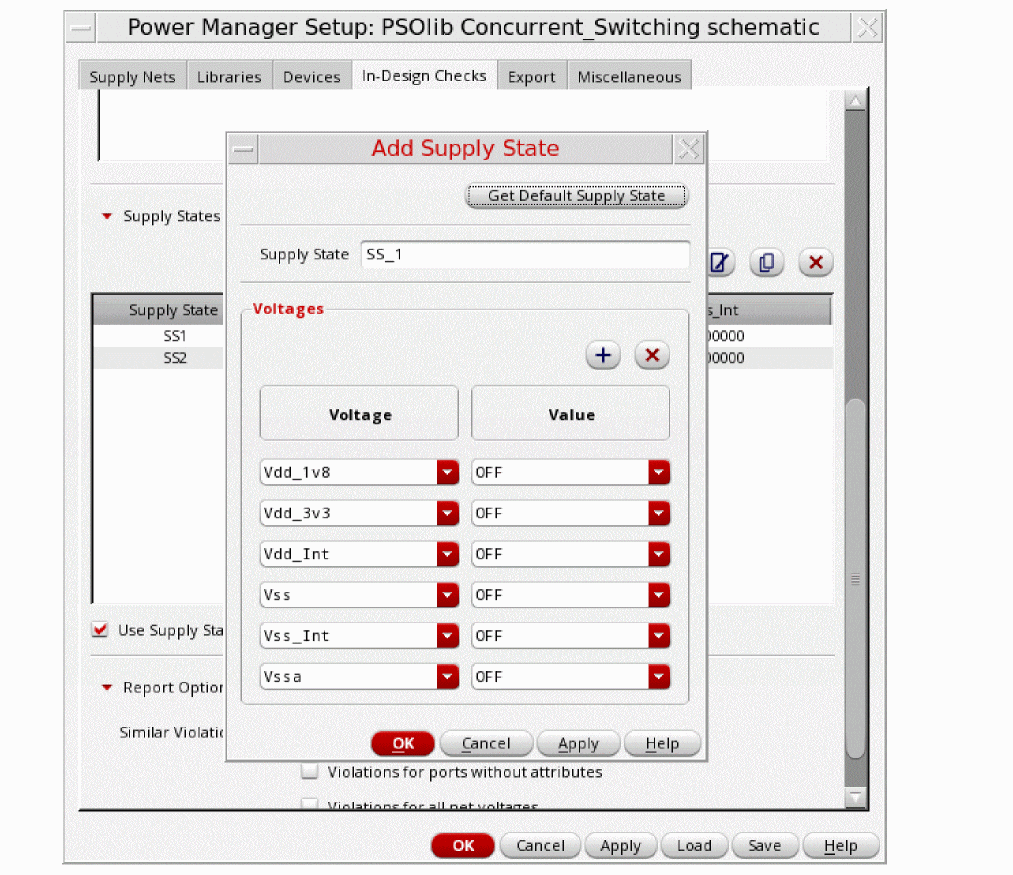 Power Manager Setup: PSOlib Concurrent_Switching schematic
Supply Nets Libraries Devices In-Design Checks Export Miscellaneous
Add Supply State
Get Default Supply State
Supply States
Supply State SS_1
Supply State
s_Int
Voltages
SS1
00000
SS2
00000
Voltage Value
Vdd_1v8 OFF
Vdd_3v3 OFF
Vdd_Int OFF
Vss OFF
Use Supply Sta
Vss_Int OFF
Vssa OFF
Report Option
Similar Violatio
OK Cancel Apply Help
Violations for ports without attributes
Violations for all net voltages
OK Cancel Apply Load Save Help